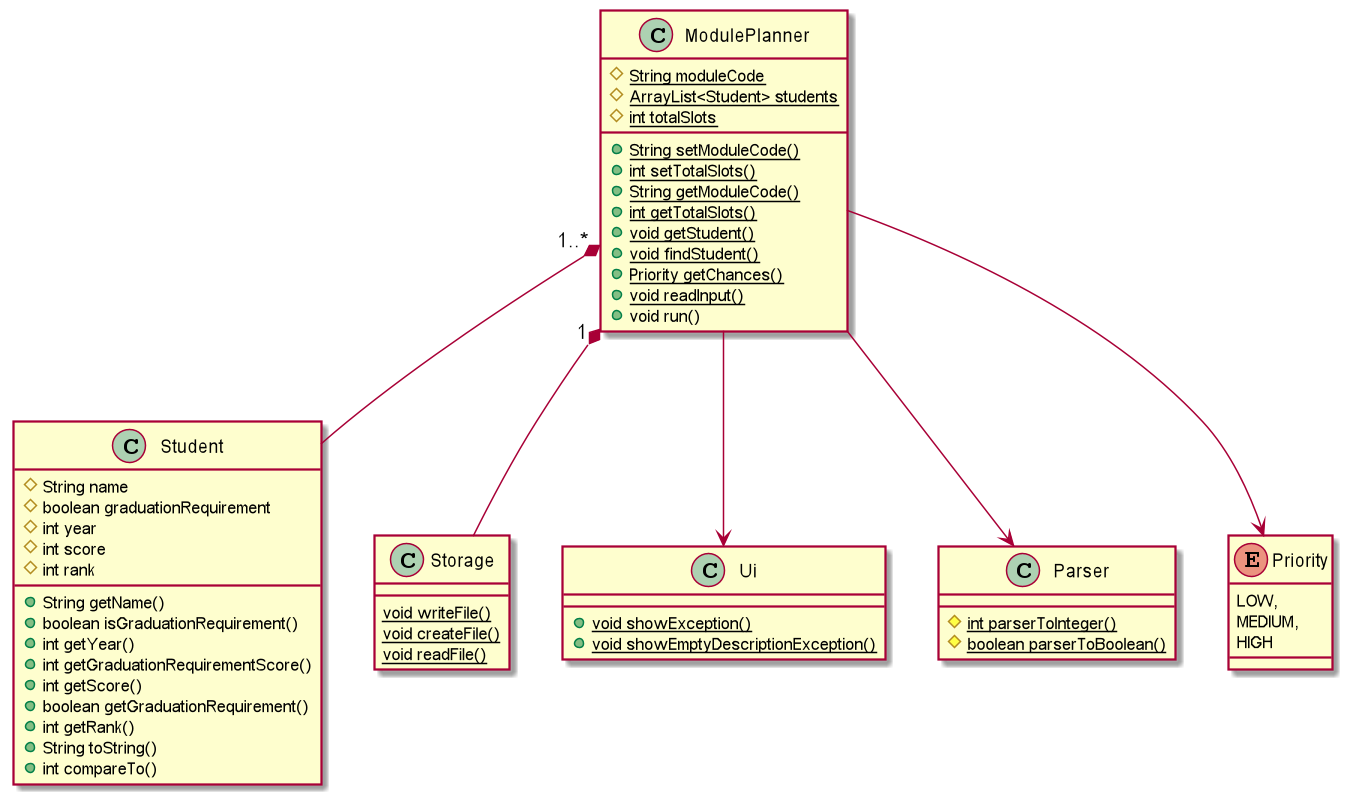 C ModulePlanner
String moduleCode
ArrayList<Student> students
int totalSlots
String setModuleCode()
int setTotalSlots()
String getModuleCode()
int getTotalSlots()
void getStudent()
void findStudent()
Priority getChances()
void readInput()
void run()
1..*
1
C Student
String name
boolean graduationRequirement
int year
int score
int rank
String getName()
boolean isGraduationRequirement()
int getYear()
int getGraduationRequirementScore()
int getScore()
boolean getGraduationRequirement()
int getRank()
String toString()
int compareTo()
C Storage
void writeFile()
void createFile()
void readFile()
C Ui
void showException()
void showEmptyDescriptionException()
C Parser
int parserToInteger()
boolean parserToBoolean()
E Priority
LOW,
MEDIUM,
HIGH